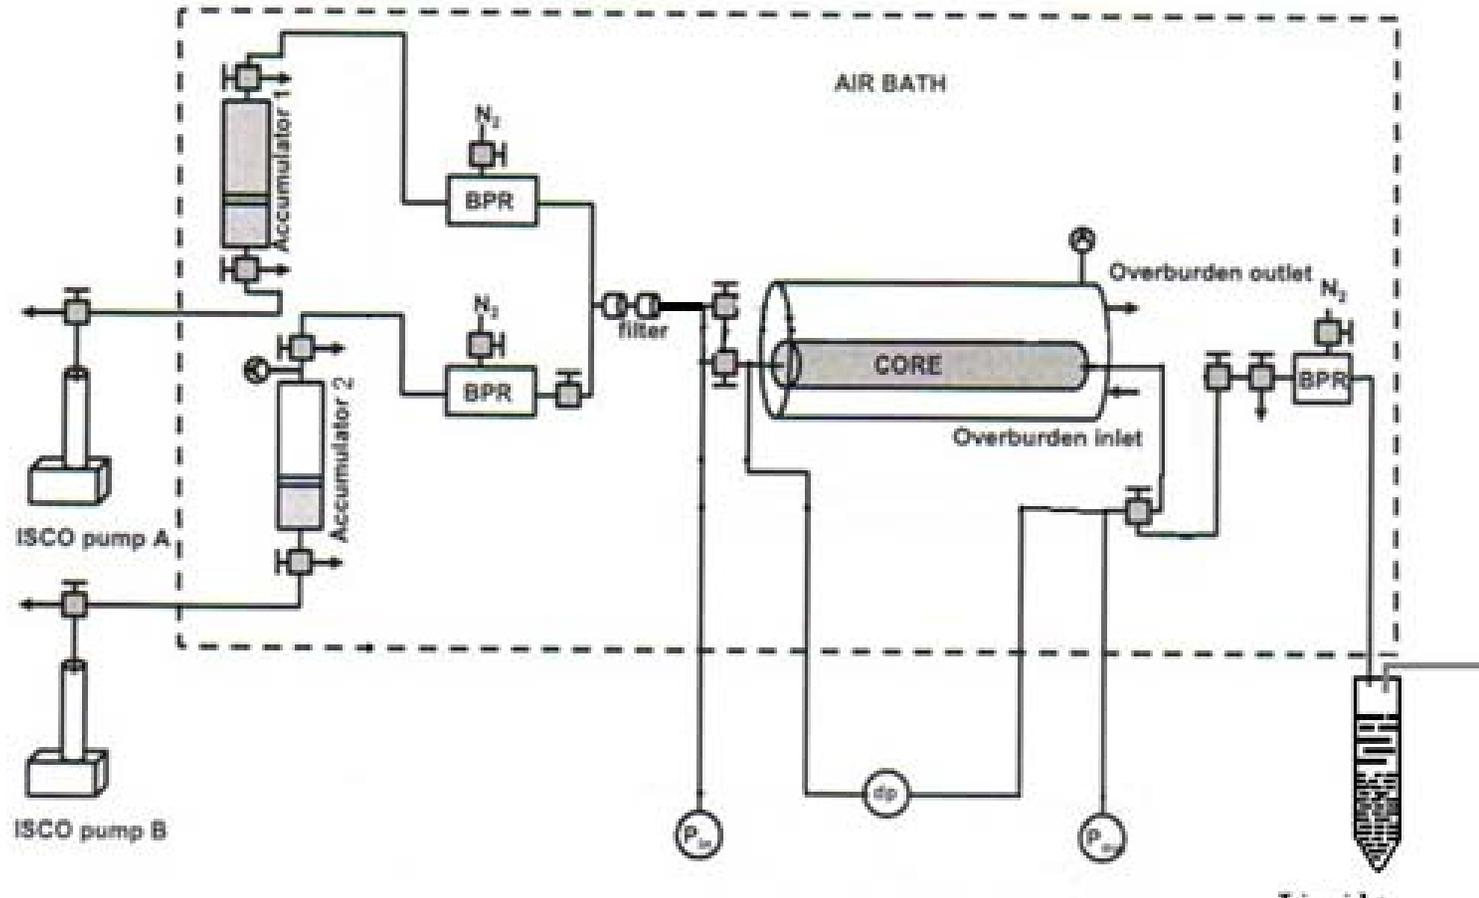 AIR BATH
Accumulator 1
N2
BPR
Overburden outlet
N2
N2
filter
CORE
BPR
BPR
Accumulator 2
Overburden inlet
ISCO pump A
dp
ISCO pump B